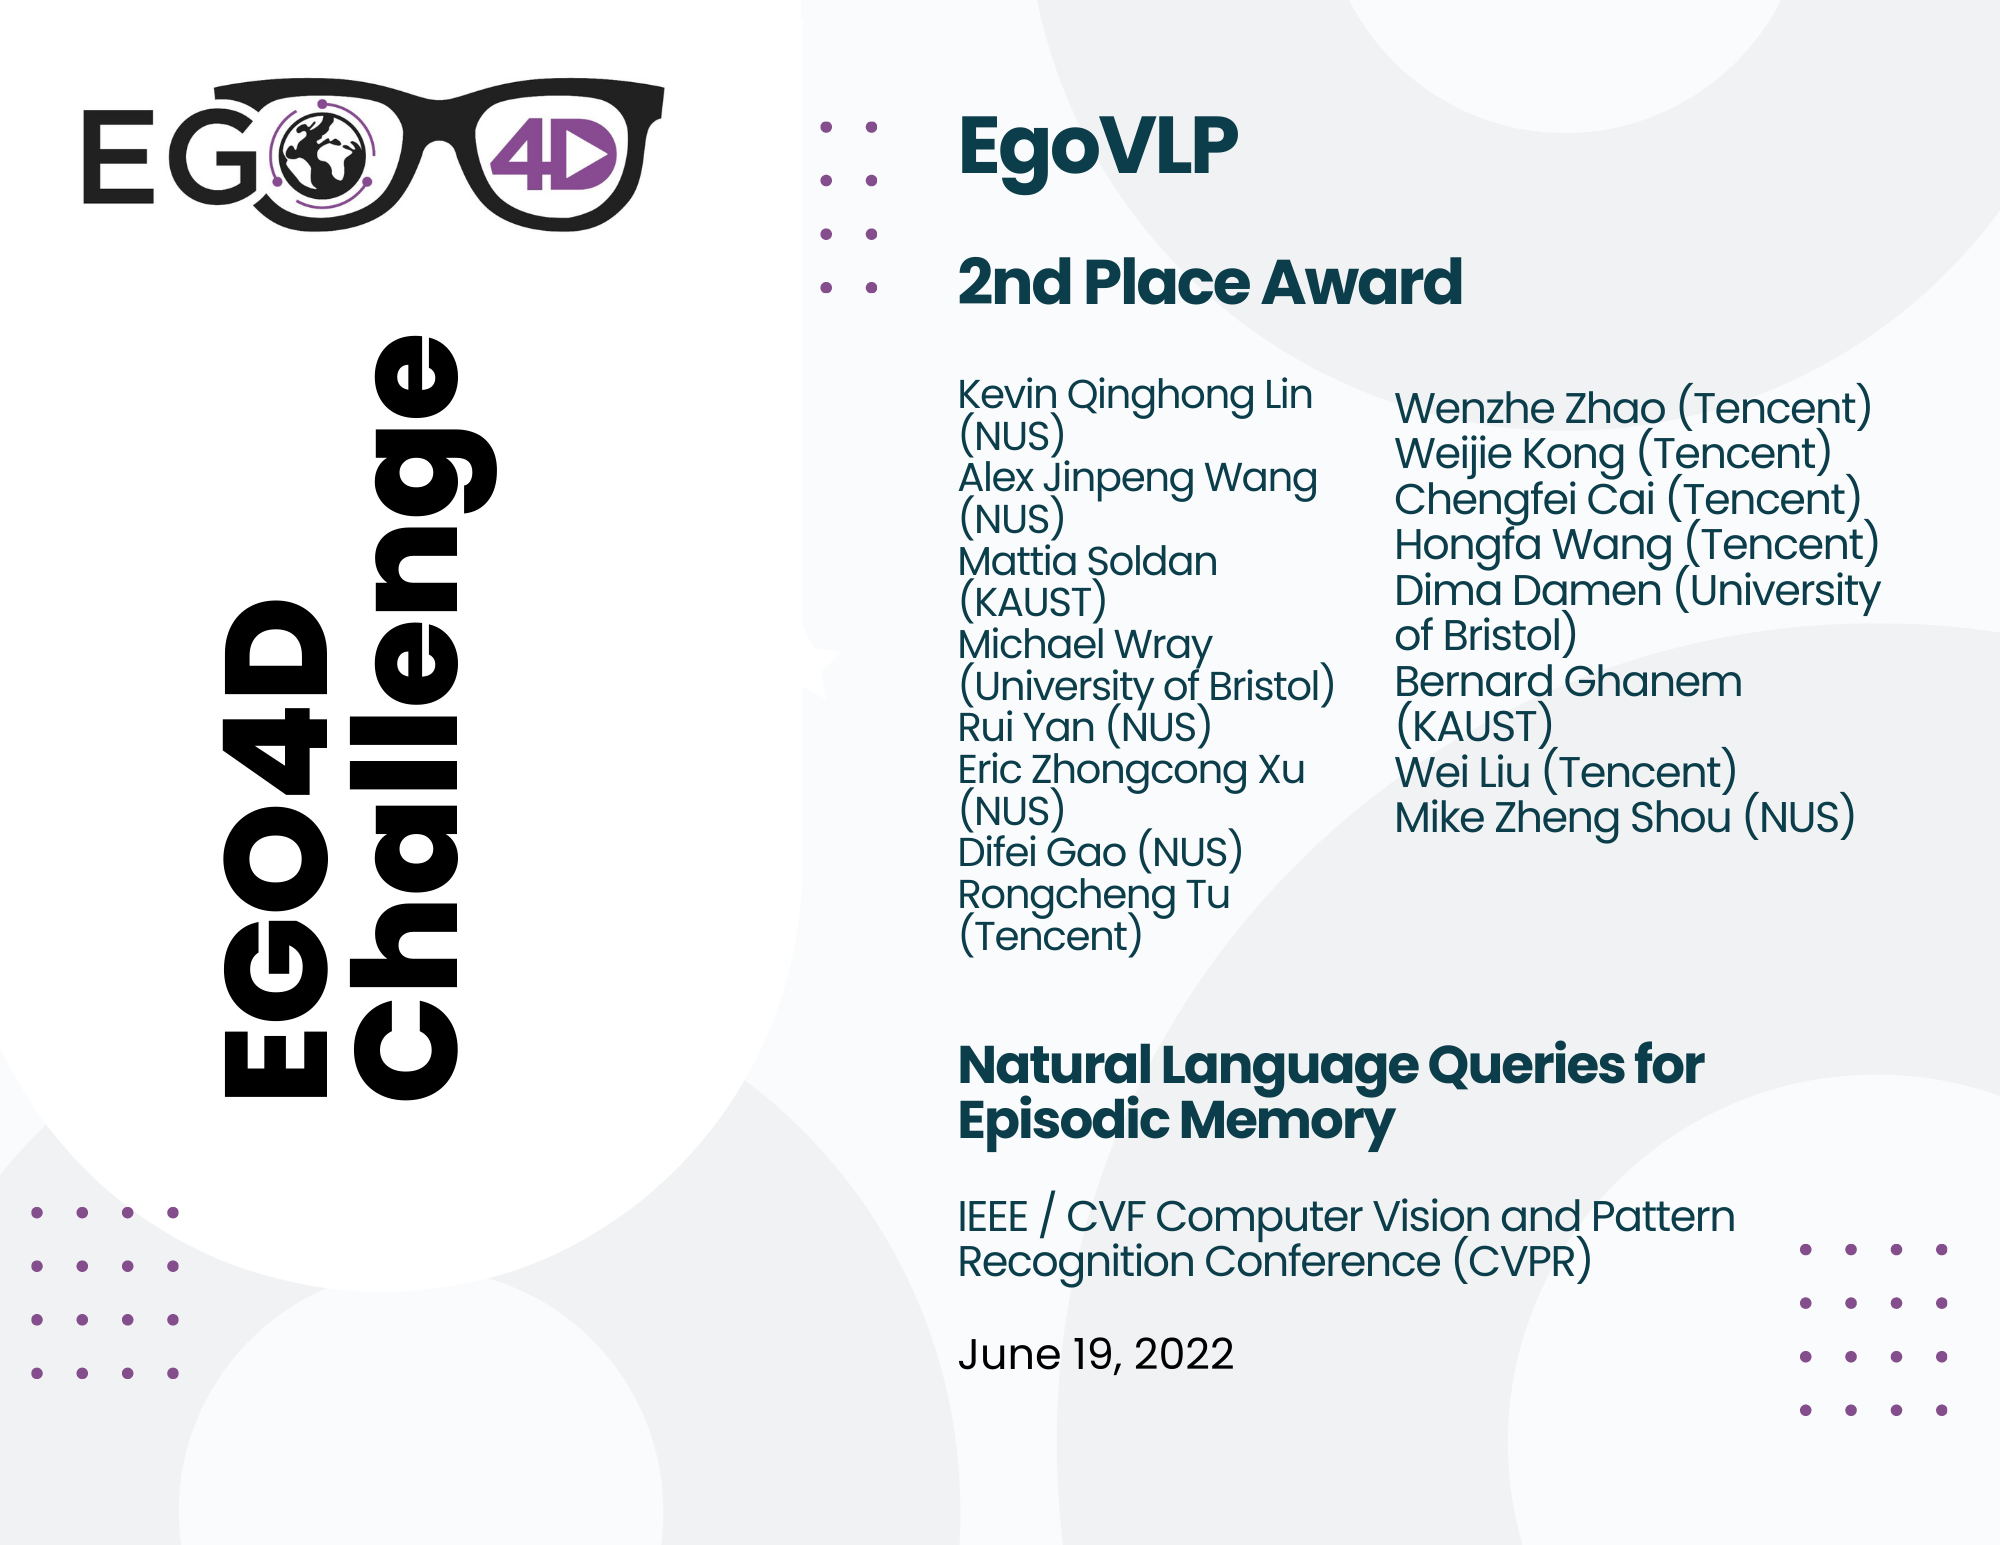 EGO 4D
EGO4D
Challenge
EgoVLP
2nd Place Award
Kevin Qinghong Lin
(NUS)
Alex Jinpeng Wang
(NUS)
Mattia Soldan
(KAUST)
Michael Wray
(University of Bristol)
Rui Yan (NUS)
Eric Zhongcong Xu
(NUS)
Difei Gao (NUS)
Rongcheng Tu
(Tencent)
Wenzhe Zhao (Tencent)
Weijie Kong (Tencent)
Chengfei Cai (Tencent)
Hongfa Wang (Tencent)
Dima Damen (University
of Bristol)
Bernard Ghanem
(KAUST)
Wei Liu (Tencent)
Mike Zheng Shou (NUS)
Natural Language Queries for
Episodic Memory
IEEE / CVF Computer Vision and Pattern
Recognition Conference (CVPR)
June 19, 2022